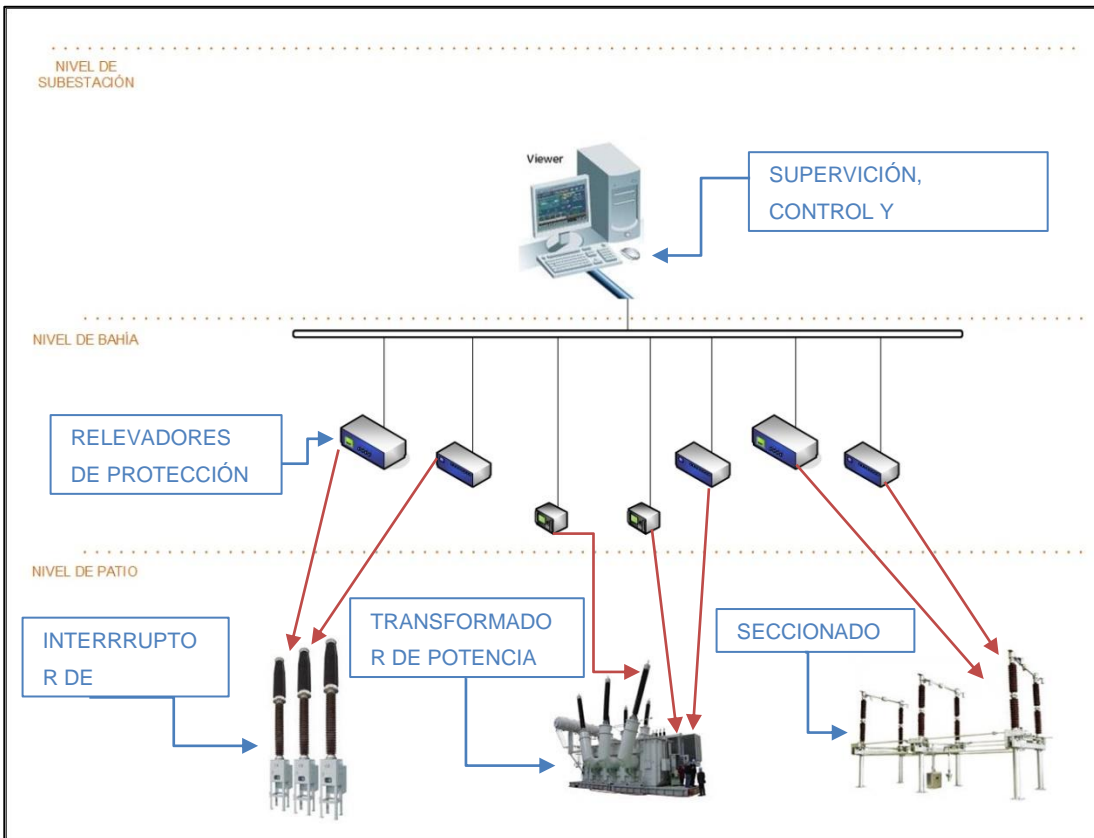 NIVEL DE
SUBESTACIÓN
Viewer
SUPERVICIÓN,
CONTROL Y
NIVEL DE BAHÍA
RELEVADORES
DE PROTECCIÓN
NIVEL DE PATIO
INTERRRUPTO
R DE
TRANSFORMADO
R DE POTENCIA
SECCIONADO